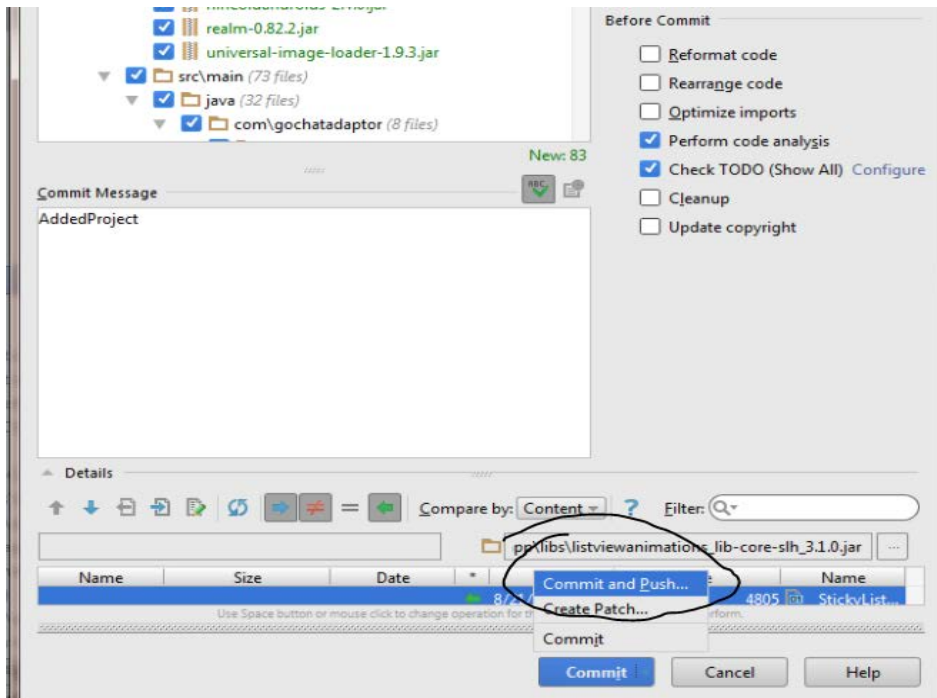 realm-0.82.2.jar
universal-image-loader-1.9.3.jar
src\main (73 files)
java (32 files)
com\gochatadaptor (8 files)
New: 83
Commit Message
AddedProject
Before Commit
Reformat code
Rearrange code
Optimize imports
Perform code analysis
Check TODO (Show All) Configure
Cleanup
Update copyright
Details
Compare by: Content
?
Filter:
pp\libs\listviewanimations_lib-core-slh_3.1.0.jar
...
Name Size Date * Name
4805 StickyList...
Use Space button or mouse click to change operation for
Commit and Push...
Create Patch...
Commit
Commit Cancel Help